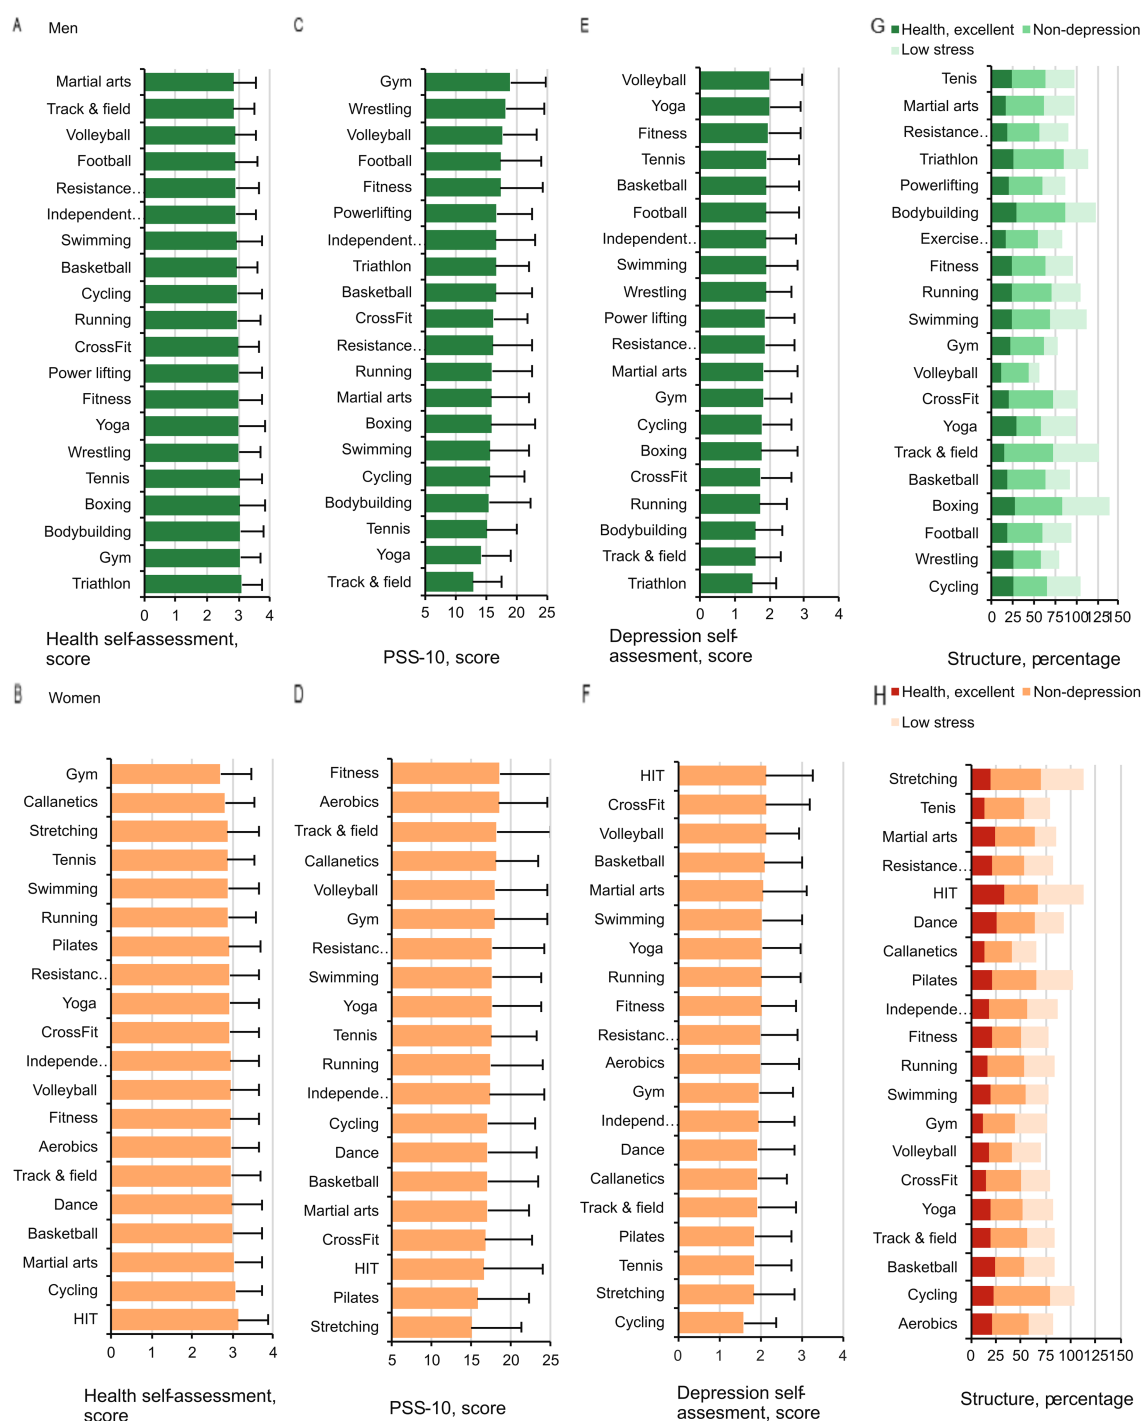 A
Men
Martial arts
Track & field
Volleyball
Football
Resistance..
Independent..
Swimming
Basketball
Cycling
Running
CrossFit
Power lifting
Fitness
Yoga
Wrestling
Tennis
Boxing
Bodybuilding
Gym
Triathlon
0 1 2 3 4
Health self-assessment,
score
C
Gym
Wrestling
Volleyball
Football
Fitness
Powerlifting
Independent..
Triathlon
Basketball
CrossFit
Resistance..
Running
Martial arts
Boxing
Swimming
Cycling
Bodybuilding
Tennis
Yoga
Track & field
5 10 15 20 25
PSS-10, score
E
Volleyball
Yoga
Fitness
Tennis
Basketball
Football
Independent..
Swimming
Wrestling
Power lifting
Resistance..
Martial arts
Gym
Cycling
Boxing
CrossFit
Running
Bodybuilding
Track & field
Triathlon
0 1 2 3 4
Depression self-
assesment, score
G
Health, excellent Non-depression
Low stress
Tenis
Martial arts
Resistance..
Triathlon
Powerlifting
Bodybuilding
Exercise..
Fitness
Running
Swimming
Gym
Volleyball
CrossFit
Yoga
Track & field
Basketball
Boxing
Football
Wrestling
Cycling
0 25 50 75 100 125 150
Structure, percentage
B
Women
Gym
Callanetics
Stretching
Tennis
Swimming
Running
Pilates
Resistanc..
Yoga
CrossFit
Independe..
Volleyball
Fitness
Aerobics
Track & field
Dance
Basketball
Martial arts
Cycling
HIT
0 1 2 3 4
Health self-assessment,
score
D
Fitness
Aerobics
Track & field
Callanetics
Volleyball
Gym
Resistanc..
Swimming
Yoga
Tennis
Running
Independe..
Cycling
Dance
Basketball
Martial arts
CrossFit
HIT
Pilates
Stretching
5 10 15 20 25
PSS-10, score
F
HIT
CrossFit
Volleyball
Basketball
Martial arts
Swimming
Yoga
Running
Fitness
Resistanc...
Aerobics
Gym
Independ...
Dance
Callanetics
Track & field
Pilates
Tennis
Stretching
Cycling
0 1 2 3 4
Depression self-
assesment, score
H
Health, excellent Non-depression
Low stress
Stretching
Tenis
Martial arts
Resistance...
HIT
Dance
Callanetics
Pilates
Independe...
Fitness
Running
Swimming
Gym
Volleyball
CrossFit
Yoga
Track & field
Basketball
Cycling
Aerobics
0 25 50 75 100 125 150
Structure, percentage